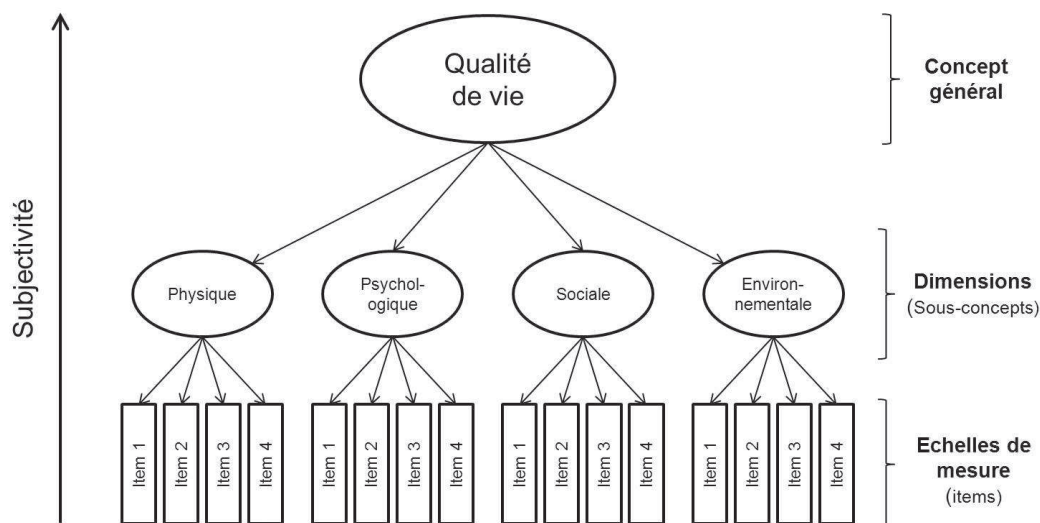 Subjectivité
Qualité
de vie
Concept
général
Physique
Psychol-
ogique
Sociale
Environ-
nementale
Dimensions
(Sous-concepts)
Item 1
Item 2
Item 3
Item 4
Item 1
Item 2
Item 3
Item 4
Item 1
Item 2
Item 3
Item 4
Item 1
Item 2
Item 3
Item 4
Echelles de
mesure
(items)